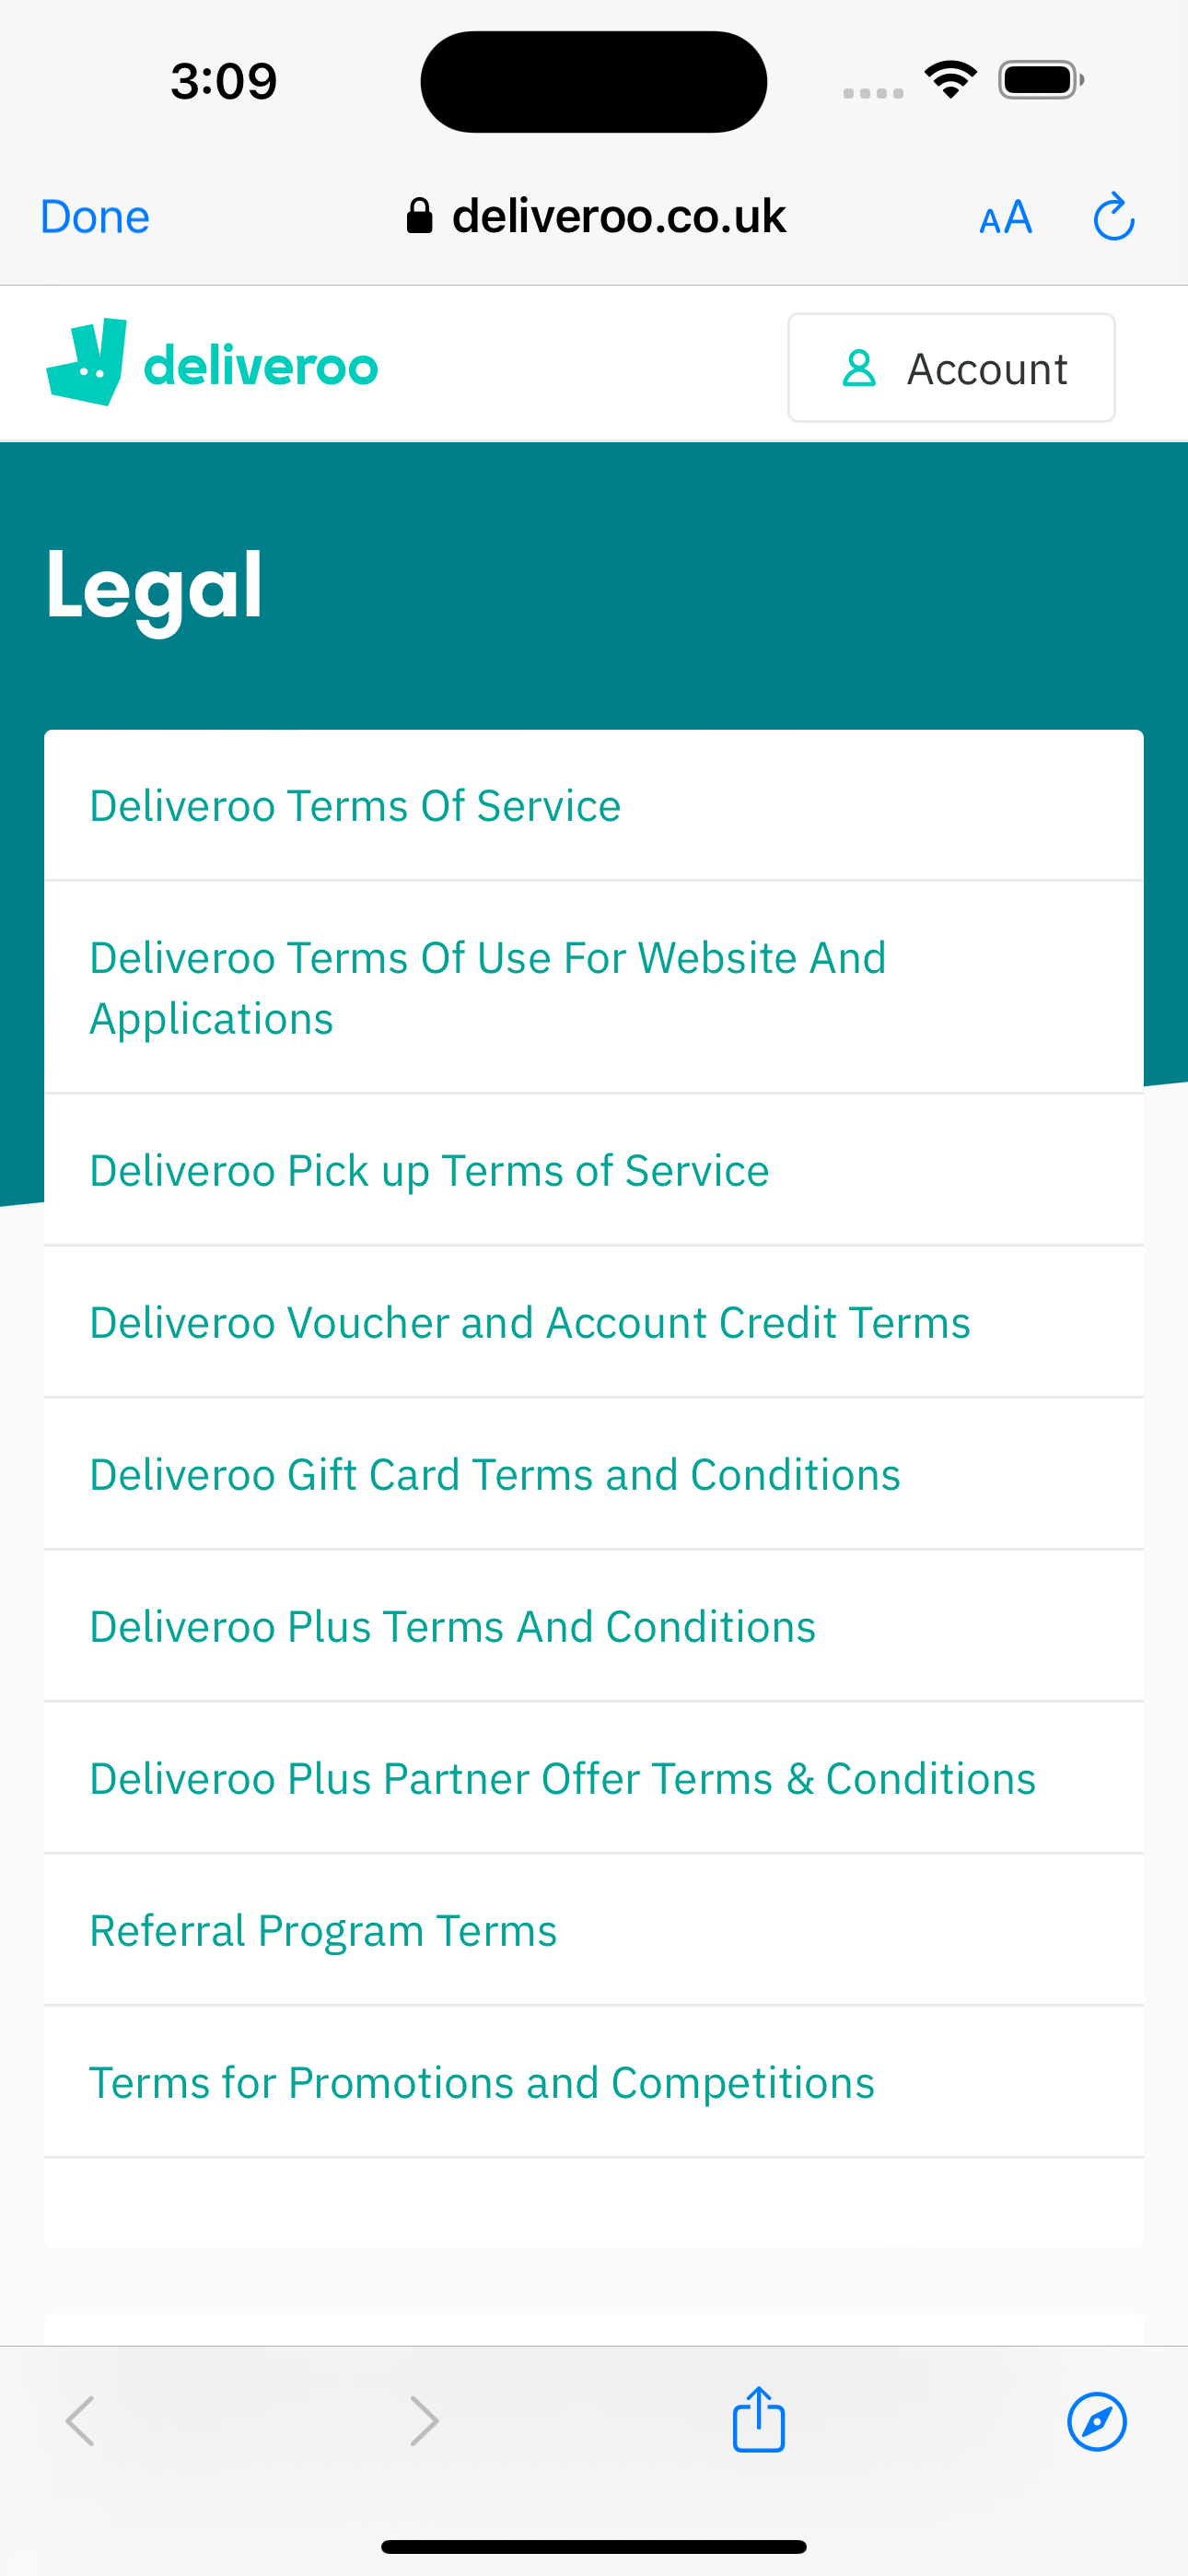 3:09
Done
deliveroo.co.uk
AA
deliveroo
Account
Legal
Deliveroo Terms Of Service
Deliveroo Terms Of Use For Website And
Applications
Deliveroo Pick up Terms of Service
Deliveroo Voucher and Account Credit Terms
Deliveroo Gift Card Terms and Conditions
Deliveroo Plus Terms And Conditions
Deliveroo Plus Partner Offer Terms & Conditions
Referral Program Terms
Terms for Promotions and Competitions